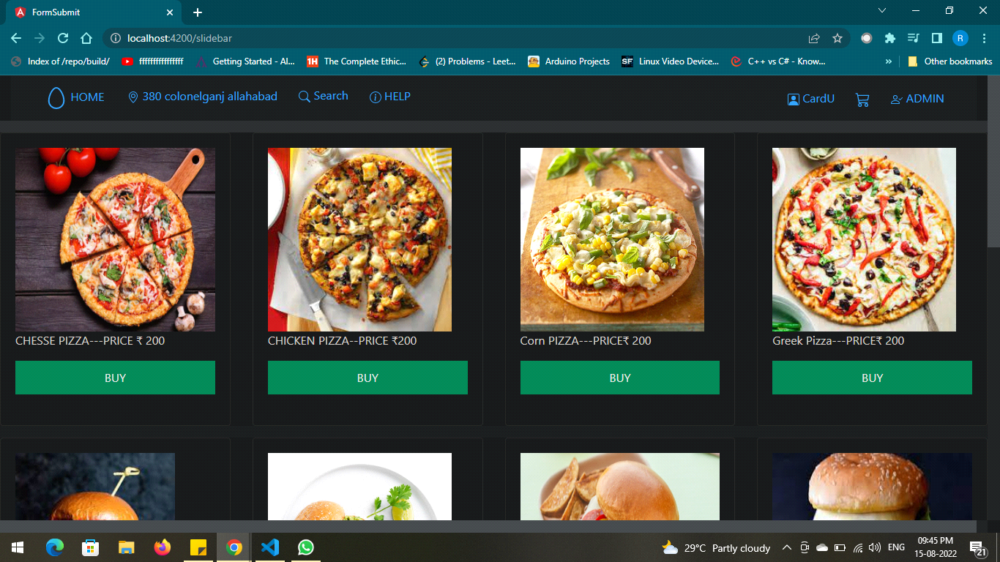 FormSubmit
localhost:4200/slidebar
R
Index of /repo/build/ ffffffffffffffff Getting Started - Al... 1H The Complete Ethic... (2) Problems - Leet... Arduino Projects SF Linux Video Device... C++ vs C# - Know... » Other bookmarks
HOME 380 colonelganj allahabad Search HELP CardU ADMIN
CHESSE PIZZA---PRICE ₹ 200 CHICKEN PIZZA--PRICE ₹200 Corn PIZZA---PRICE₹ 200 Greek Pizza---PRICE₹ 200
BUY BUY BUY BUY
29°C Partly cloudy ENG 09:45 PM
15-08-2022 21